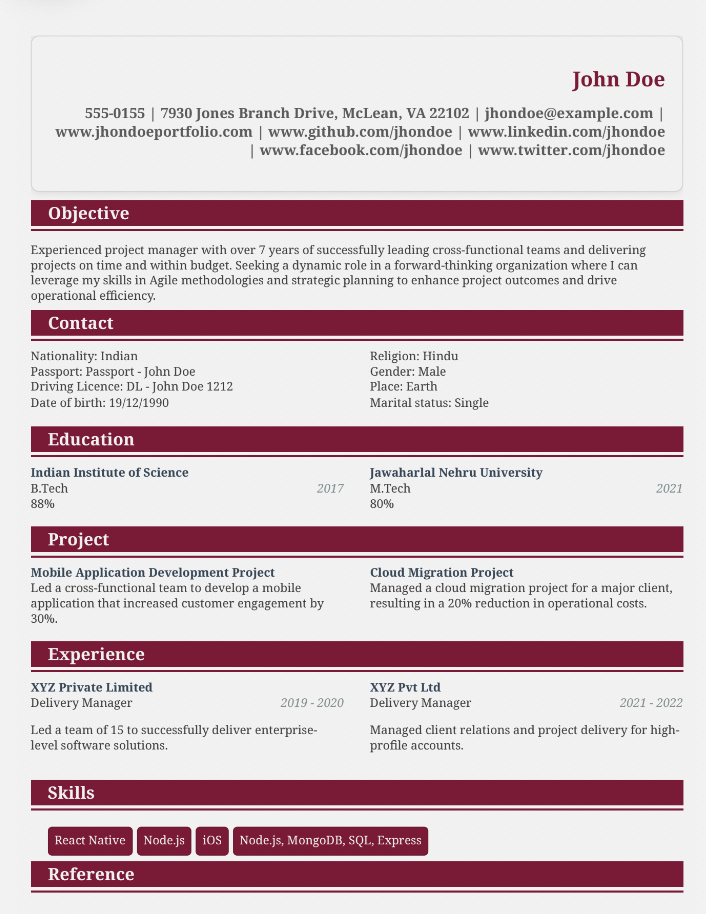 John Doe
555-0155 | 7930 Jones Branch Drive, McLean, VA 22102 | jhondoe@example.com |
www.jhondoeportfolio.com | www.github.com/jhondoe | www.linkedin.com/jhondoe
| www.facebook.com/jhondoe | www.twitter.com/jhondoe
Objective
Experienced project manager with over 7 years of successfully leading cross-functional teams and delivering
projects on time and within budget. Seeking a dynamic role in a forward-thinking organization where I can
leverage my skills in Agile methodologies and strategic planning to enhance project outcomes and drive
operational efficiency.
Contact
Nationality: Indian
Passport: Passport - John Doe
Driving Licence: DL - John Doe 1212
Date of birth: 19/12/1990
Religion: Hindu
Gender: Male
Place: Earth
Marital status: Single
Education
Indian Institute of Science
B.Tech 2017
88%
Jawaharlal Nehru University
M.Tech 2021
80%
Project
Mobile Application Development Project
Led a cross-functional team to develop a mobile
application that increased customer engagement by
30%.
Cloud Migration Project
Managed a cloud migration project for a major client,
resulting in a 20% reduction in operational costs.
Experience
XYZ Private Limited
Delivery Manager 2019 - 2020
Led a team of 15 to successfully deliver enterprise-
level software solutions.
XYZ Pvt Ltd
Delivery Manager 2021 - 2022
Managed client relations and project delivery for high-
profile accounts.
Skills
React Native Node.js iOS Node.js, MongoDB, SQL, Express
Reference